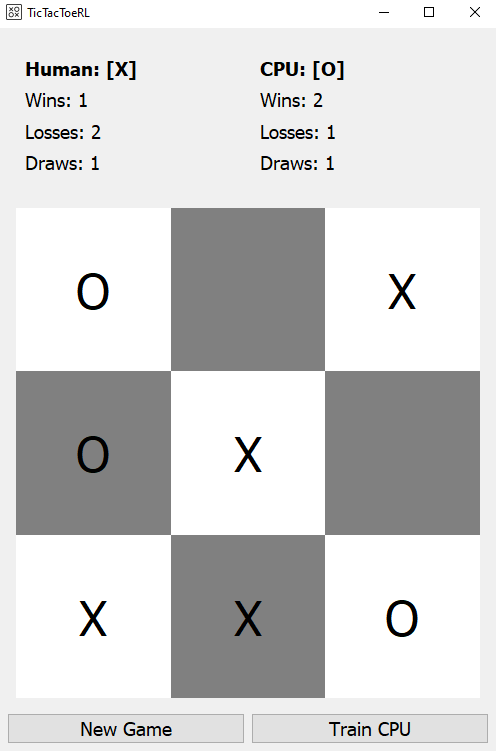 TicTacToeRL
Human: [X] CPU: [O]
Wins: 1 Wins: 2
Losses: 2 Losses: 1
Draws: 1 Draws: 1
O X
O X
X X O
New Game Train CPU